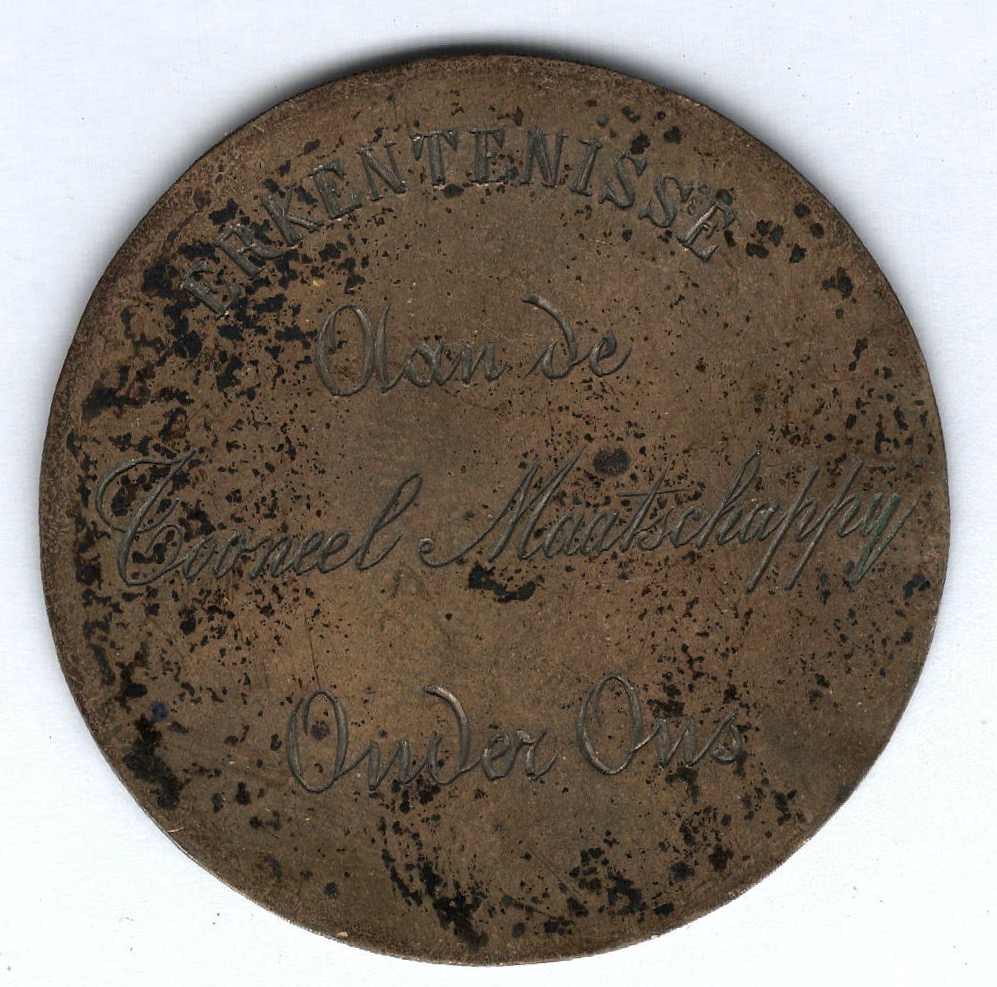 ERKENTENISSE
Aan de
Tooneel Maatschappy
Onder Ons